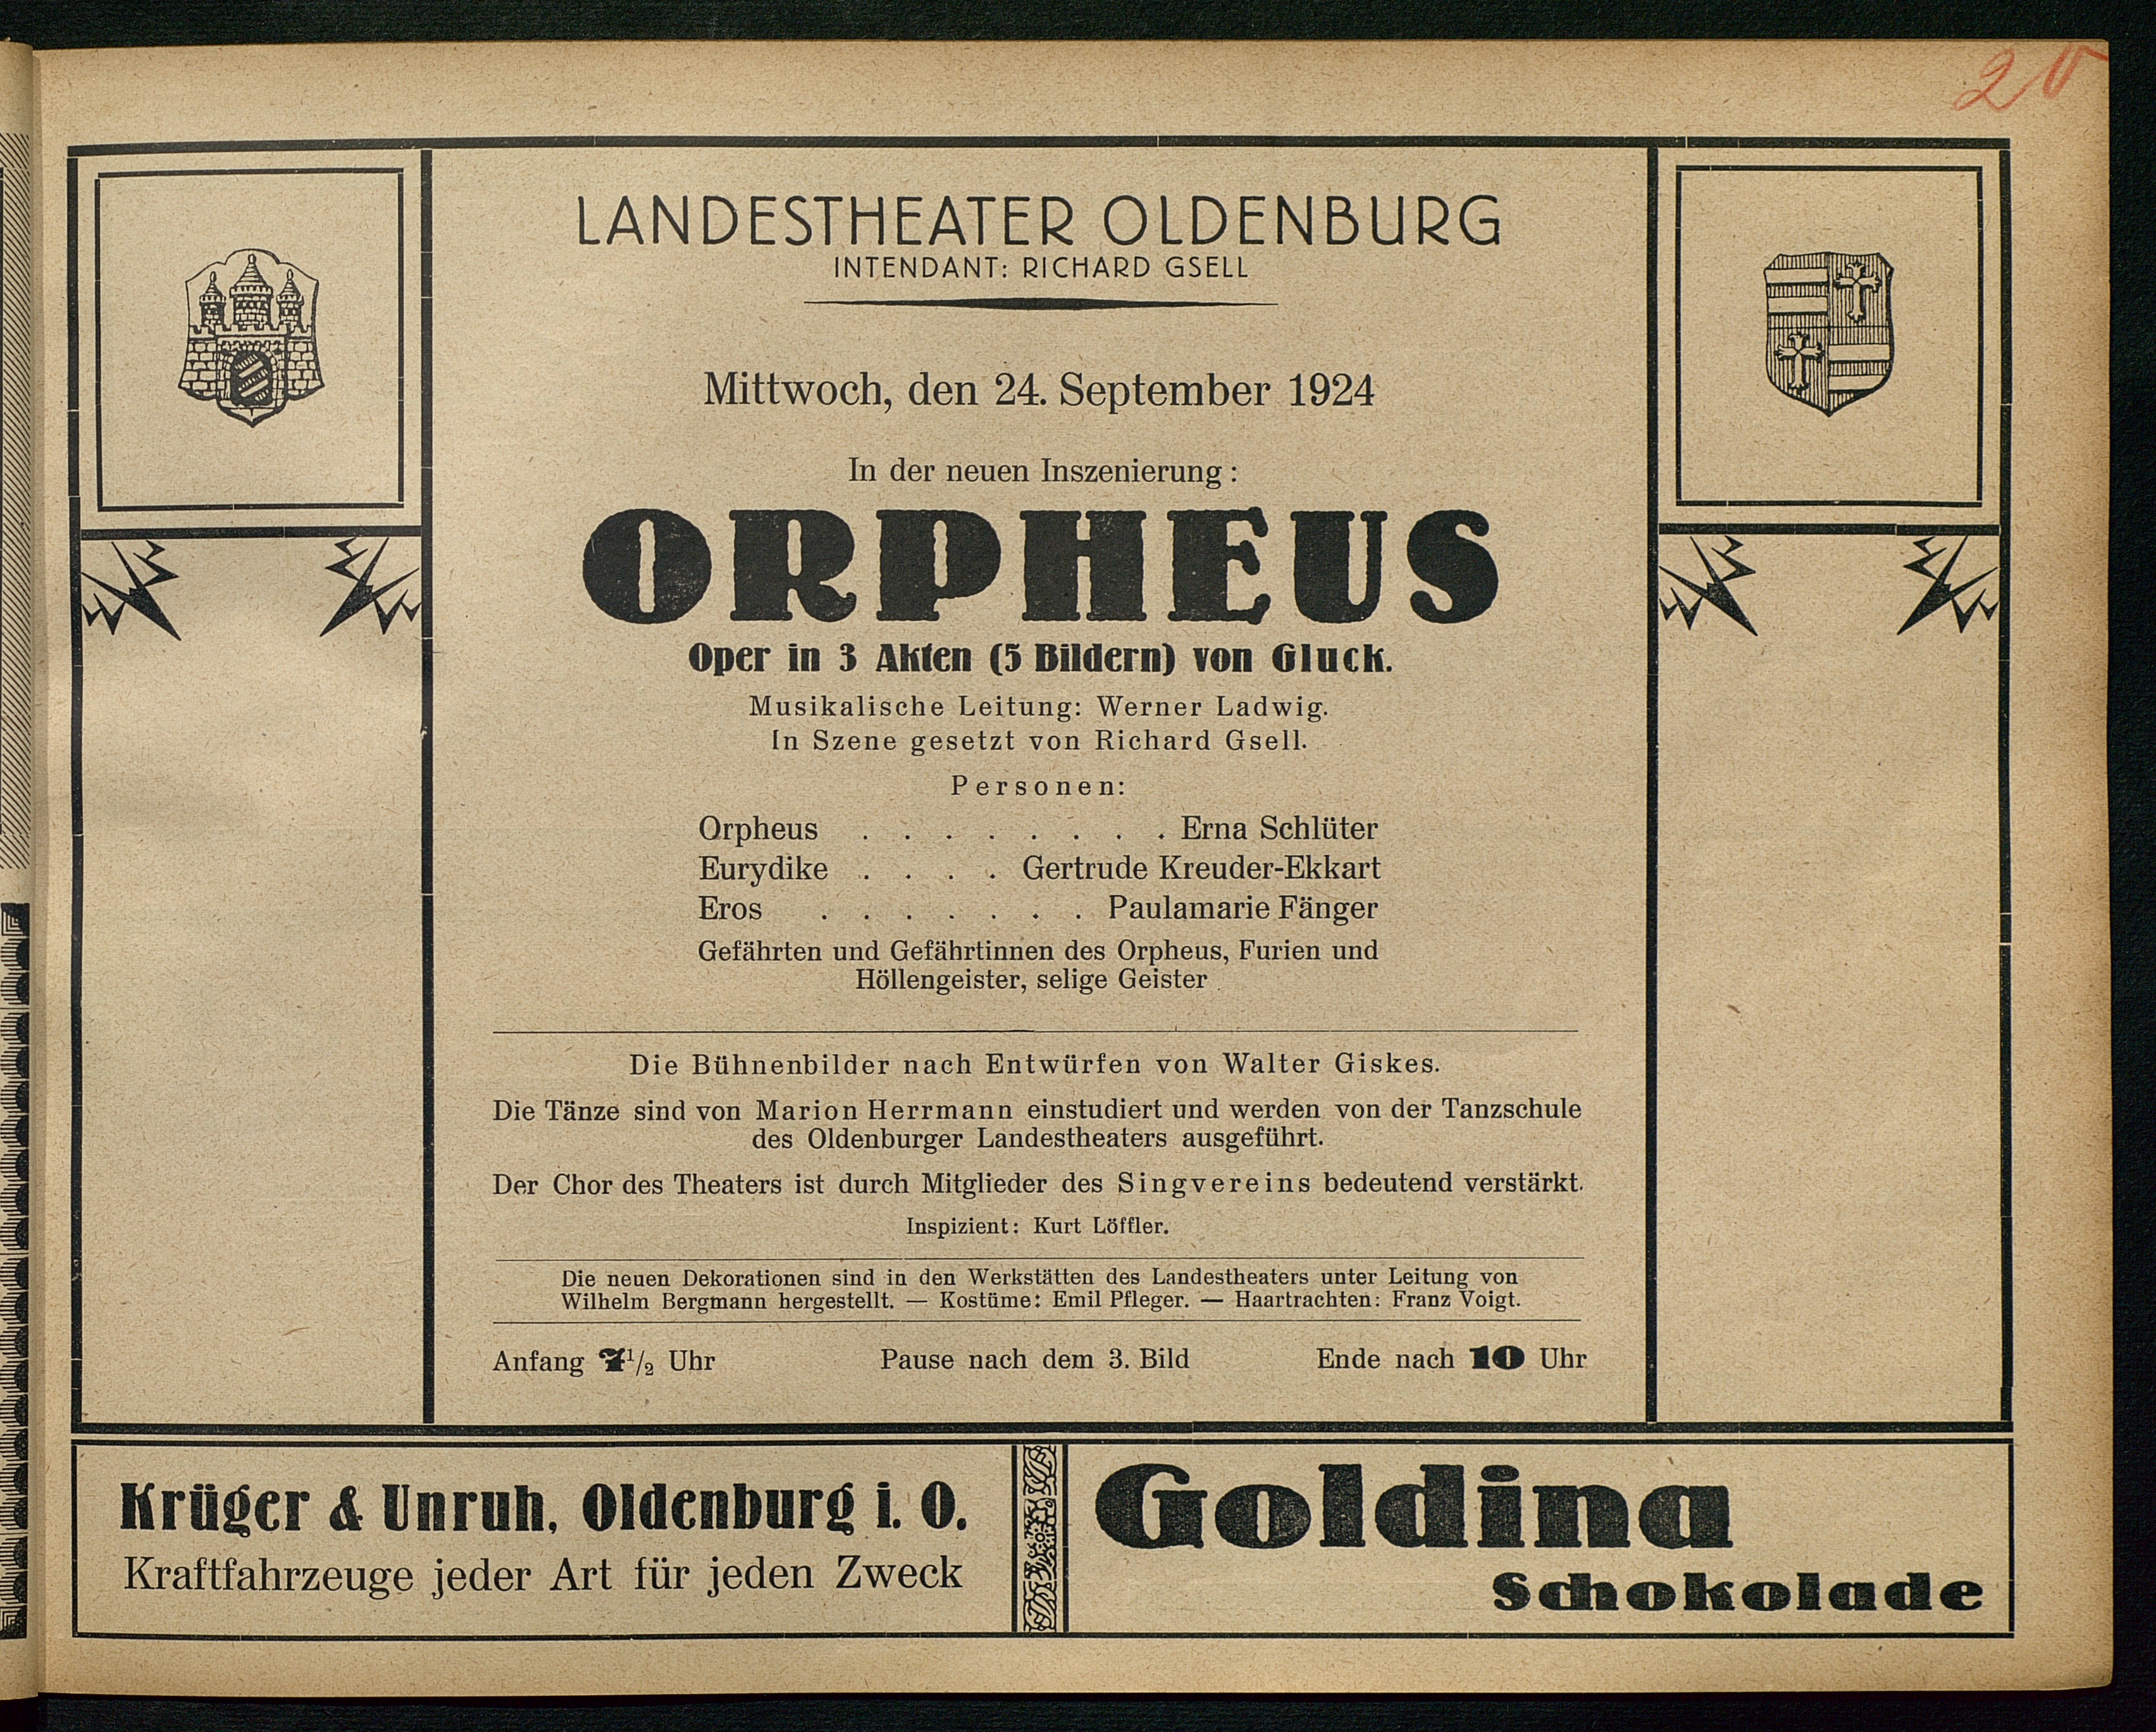 20
LANDESTHEATER OLDENBURG
INTENDANT: RICHARD GSELL
Mittwoch, den 24. September 1924
In der neuen Inszenierung:
ORPHEUS
Oper in 3 Akten (5 Bildern) von Gluck.
Musikalische Leitung: Werner Ladwig.
In Szene gesetzt von Richard Gsell.
Personen:
Orpheus . . . . . . . . Erna Schlüter
Eurydike . . . . Gertrude Kreuder-Ekkart
Eros . . . . . . . Paulamarie Fänger
Gefährten und Gefährtinnen des Orpheus, Furien und
Höllengeister, selige Geister
Die Bühnenbilder nach Entwürfen von Walter Giskes.
Die Tänze sind von Marion Herrmann einstudiert und werden von der Tanzschule
des Oldenburger Landestheaters ausgeführt.
Der Chor des Theaters ist durch Mitglieder des Singvereins bedeutend verstärkt.
Inspizient: Kurt Löffler.
Die neuen Dekorationen sind in den Werkstätten des Landestheaters unter Leitung von
Wilhelm Bergmann hergestellt. — Kostüme: Emil Pfleger. — Haartrachten: Franz Voigt.
Anfang 7 1/2 Uhr Pause nach dem 3. Bild Ende nach 10 Uhr
Krüger & Unruh, Oldenburg i. O.
Kraftfahrzeuge jeder Art für jeden Zweck
Goldina
Schokolade